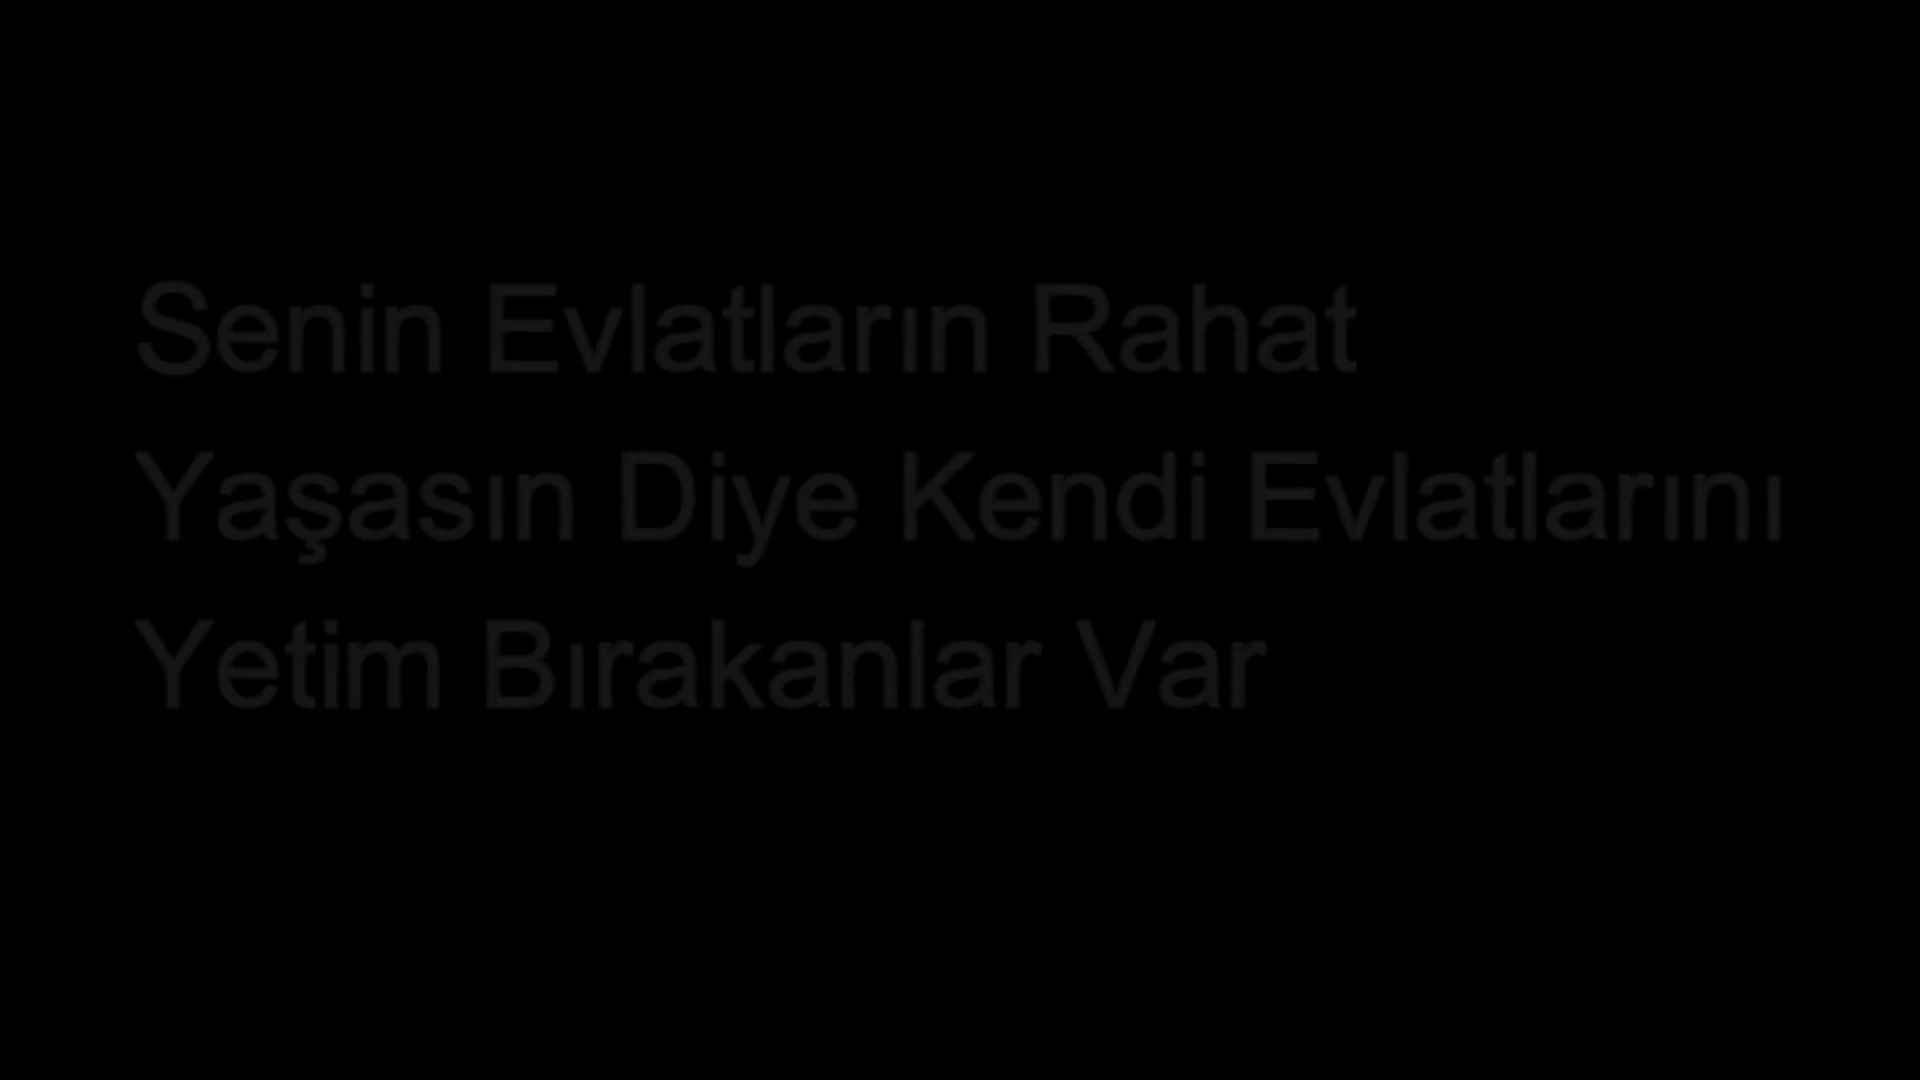 Senin Evlatların Rahat
Yaşasın Diye Kendi Evlatlarını
Yetim Bırakanlar Var